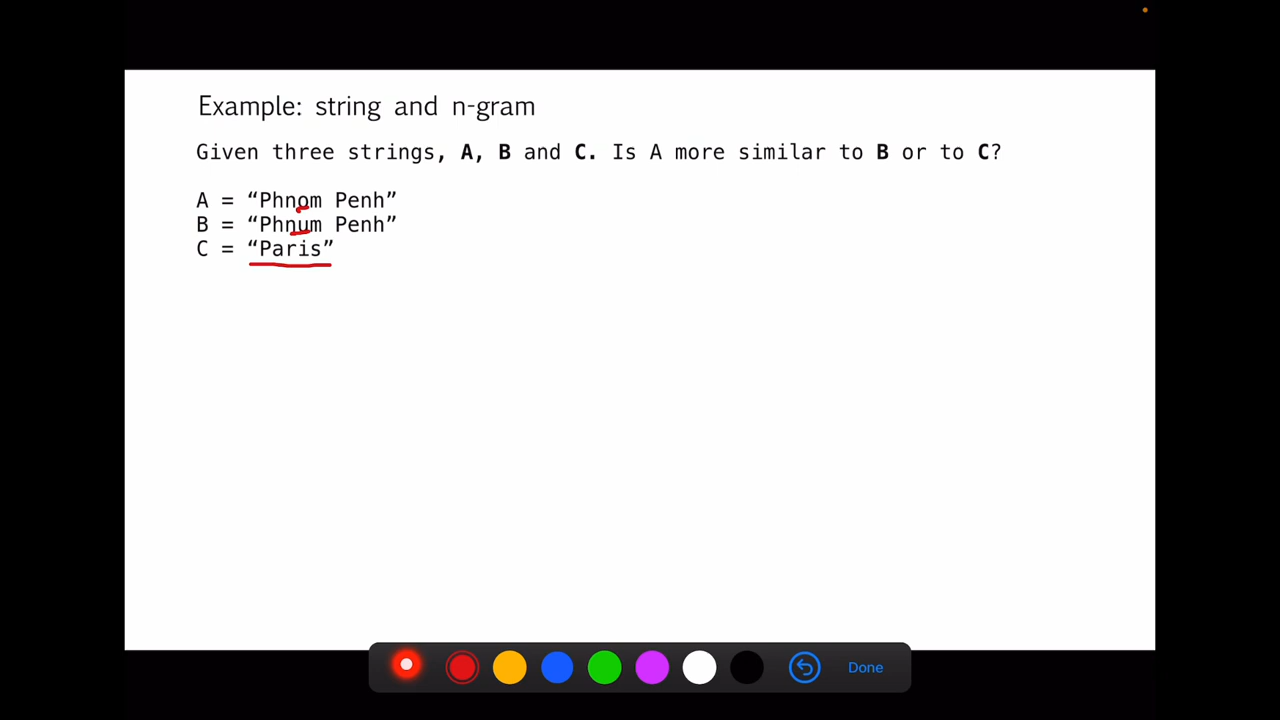 Example: string and n-gram
Given three strings, A, B and C. Is A more similar to B or to C?
A = “Phnom Penh”
B = “Phnum Penh”
C = “Paris”
Done